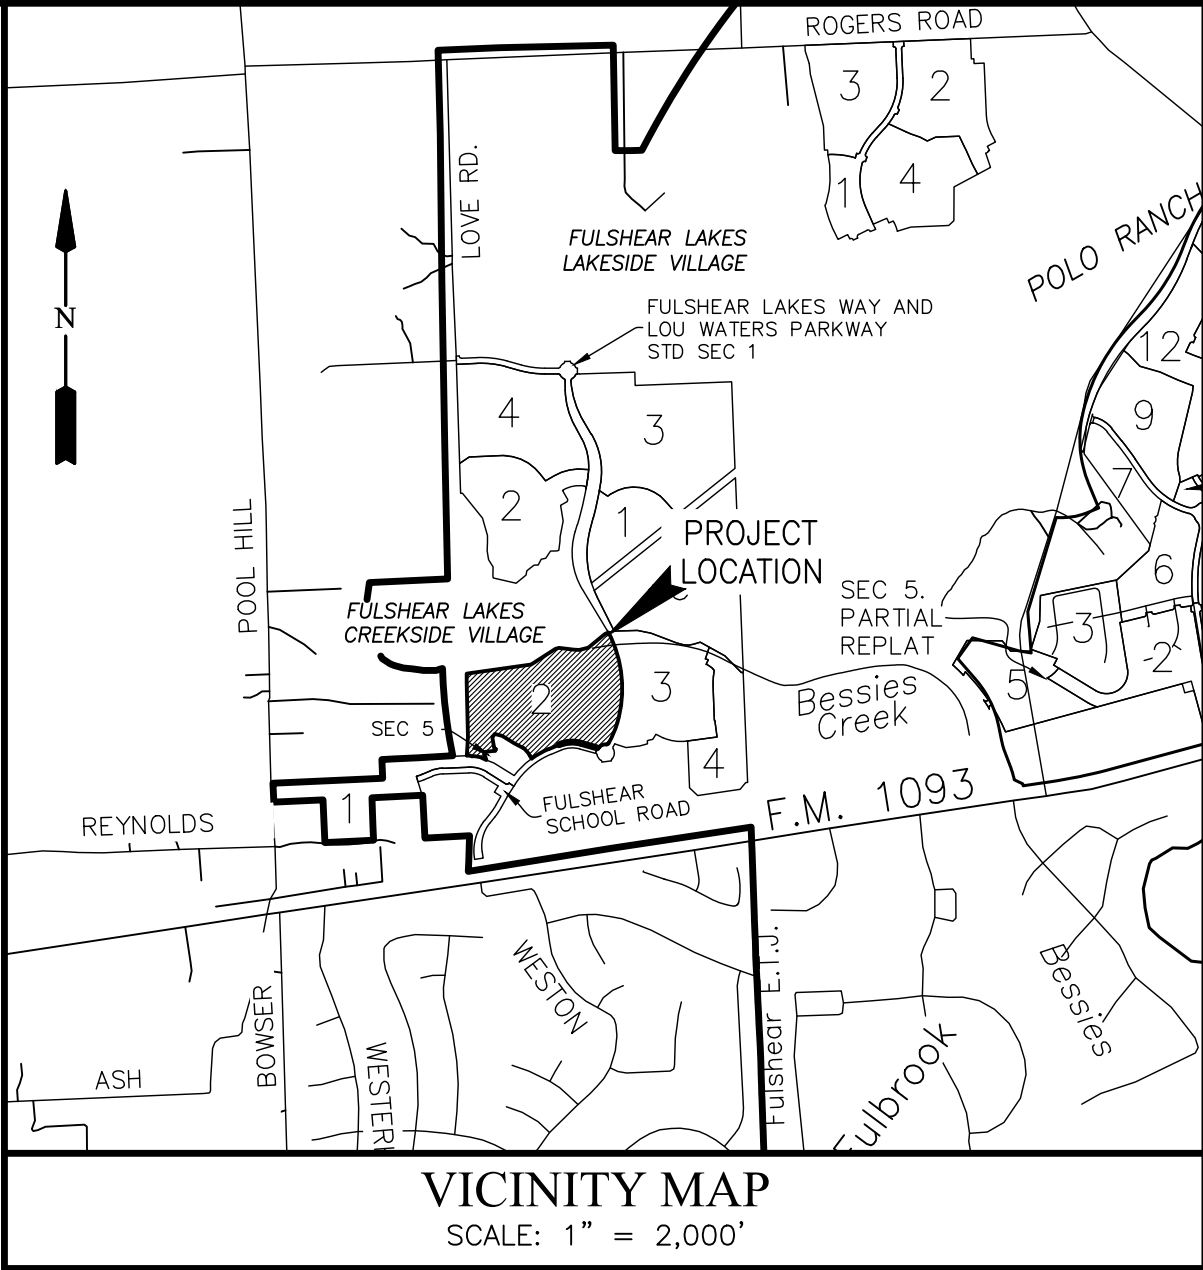 ROGERS ROAD
3
2
1
4
LOVE RD.
FULSHEAR LAKES
LAKESIDE VILLAGE
POLO RANCH
N
FULSHEAR LAKES WAY AND
LOU WATERS PARKWAY
STD SEC 1
12
9
7
6
4
3
2
1
PROJECT
LOCATION
POOL HILL
FULSHEAR LAKES
CREEKSIDE VILLAGE
SEC 5.
PARTIAL
REPLAT
3
2
5
2
3
4
Bessies
Creek
SEC 5
1
FULSHEAR
SCHOOL ROAD
F.M. 1093
REYNOLDS
WESTON
BOWSER
ASH
Fulshear E.T.J.
Fulbrook
Bessies
VICINITY MAP
SCALE: 1” = 2,000’